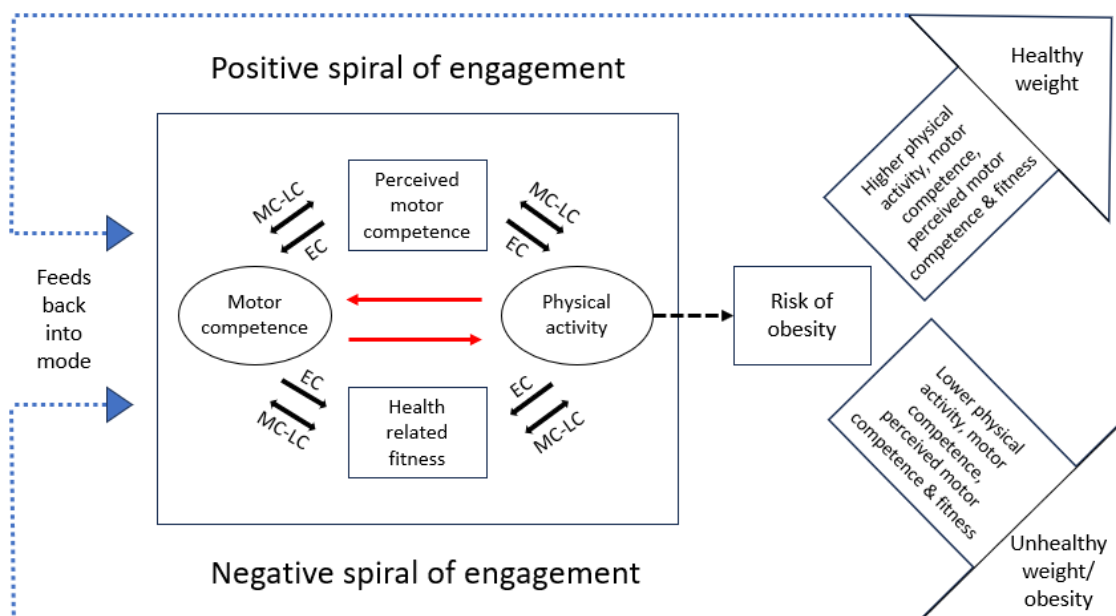 Positive spiral of engagement
Healthy
weight
Higher physical
activity, motor
competence,
perceived motor
competence & fitness
MC-LC
EC
Perceived
motor
competence
MC-LC
EC
Feeds
back
into
mode
Motor
competence
Physical
activity
Risk of
obesity
EC
MC-LC
Health
related
fitness
EC
MC-LC
Lower physical
activity, motor
competence,
perceived motor
competence & fitness
Negative spiral of engagement
Unhealthy
weight/
obesity